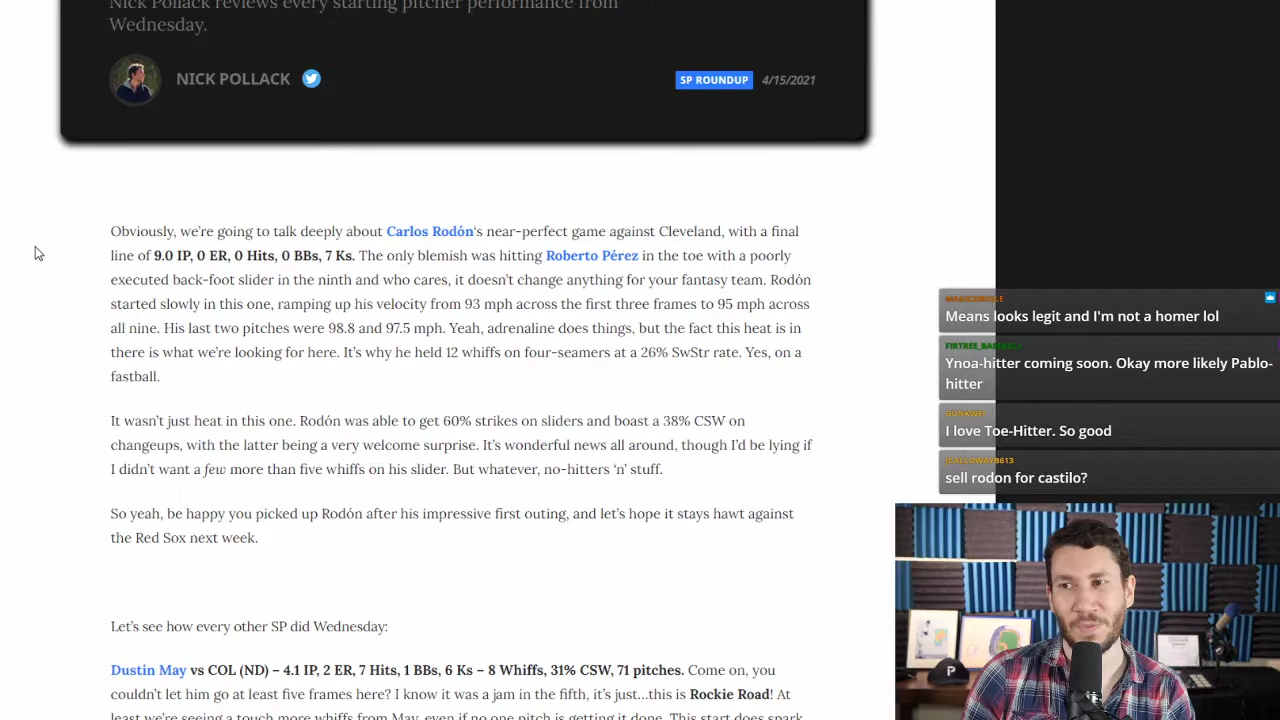 Nick Pollack reviews every starting pitcher performance from
Wednesday.
NICK POLLACK
SP ROUNDUP 4/15/2021
Obviously, we're going to talk deeply about Carlos Rodón's near-perfect game against Cleveland, with a final
line of 9.0 IP, 0 ER, 0 Hits, 0 BBs, 7 Ks. The only blemish was hitting Roberto Pérez in the toe with a poorly
executed back-foot slider in the ninth and who cares, it doesn't change anything for your fantasy team. Rodón
started slowly in this one, ramping up his velocity from 93 mph across the first three frames to 95 mph across
all nine. His last two pitches were 98.8 and 97.5 mph. Yeah, adrenaline does things, but the fact this heat is in
there is what we're looking for here. It's why he held 12 whiffs on four-seamers at a 26% SwStr rate. Yes, on a
fastball.
It wasn't just heat in this one. Rodón was able to get 60% strikes on sliders and boast a 38% CSW on
changeups, with the latter being a very welcome surprise. It's wonderful news all around, though I'd be lying if
I didn't want a few more than five whiffs on his slider. But whatever, no-hitters 'n' stuff.
So yeah, be happy you picked up Rodón after his impressive first outing, and let's hope it stays hawt against
the Red Sox next week.
Let's see how every other SP did Wednesday:
Dustin May vs COL (ND) – 4.1 IP, 2 ER, 7 Hits, 1 BBs, 6 Ks – 8 Whiffs, 31% CSW, 71 pitches. Come on, you
couldn't let him go at least five frames here? I know it was a jam in the fifth, it's just…this is Rockie Road! At
least we're seeing a touch more whiffs from May, even if no one pitch is getting it done. This start does spark
Means looks legit and I'm not a homer lol
FIRTREE_BASEBALL
Ynoa-hitter coming soon. Okay more likely Pablo-
hitter
GUNKWEI
I love Toe-Hitter. So good
JCALLOWAY8613
sell rodon for castilo?
P